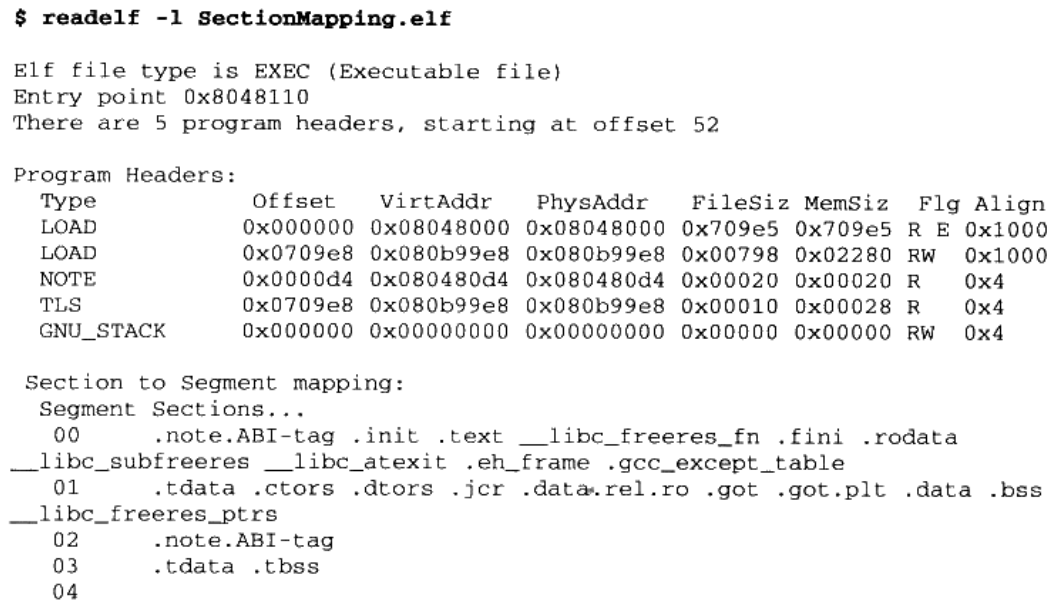 $ readelf -l SectionMapping.elf
Elf file type is EXEC (Executable file)
Entry point 0x8048110
There are 5 program headers, starting at offset 52
Program Headers:
  Type           Offset   VirtAddr   PhysAddr   FileSiz MemSiz  Flg Align
  LOAD           0x000000 0x08048000 0x08048000 0x709e5 0x709e5 R E 0x1000
  LOAD           0x0709e8 0x080b99e8 0x080b99e8 0x00798 0x02280 RW  0x1000
  NOTE           0x0000d4 0x080480d4 0x080480d4 0x00020 0x00020 R   0x4
  TLS            0x0709e8 0x080b99e8 0x080b99e8 0x00010 0x00028 R   0x4
  GNU_STACK      0x000000 0x00000000 0x00000000 0x00000 0x00000 RW  0x4
 Section to Segment mapping:
  Segment Sections...
   00     .note.ABI-tag .init .text __libc_freeres_fn .fini .rodata
__libc_subfreeres __libc_atexit .eh_frame .gcc_except_table
   01     .tdata .ctors .dtors .jcr .data.rel.ro .got .got.plt .data .bss
__libc_freeres_ptrs
   02     .note.ABI-tag
   03     .tdata .tbss
   04